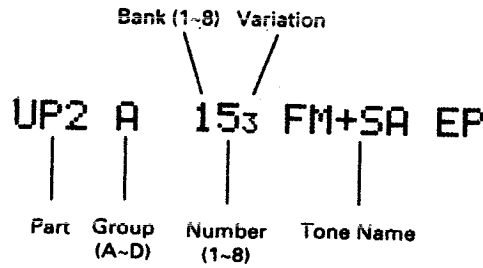 Bank (1~8) Variation
UP2 A 153 FM+SA EP
Part Group Number Tone Name
(A~D) (1~8)